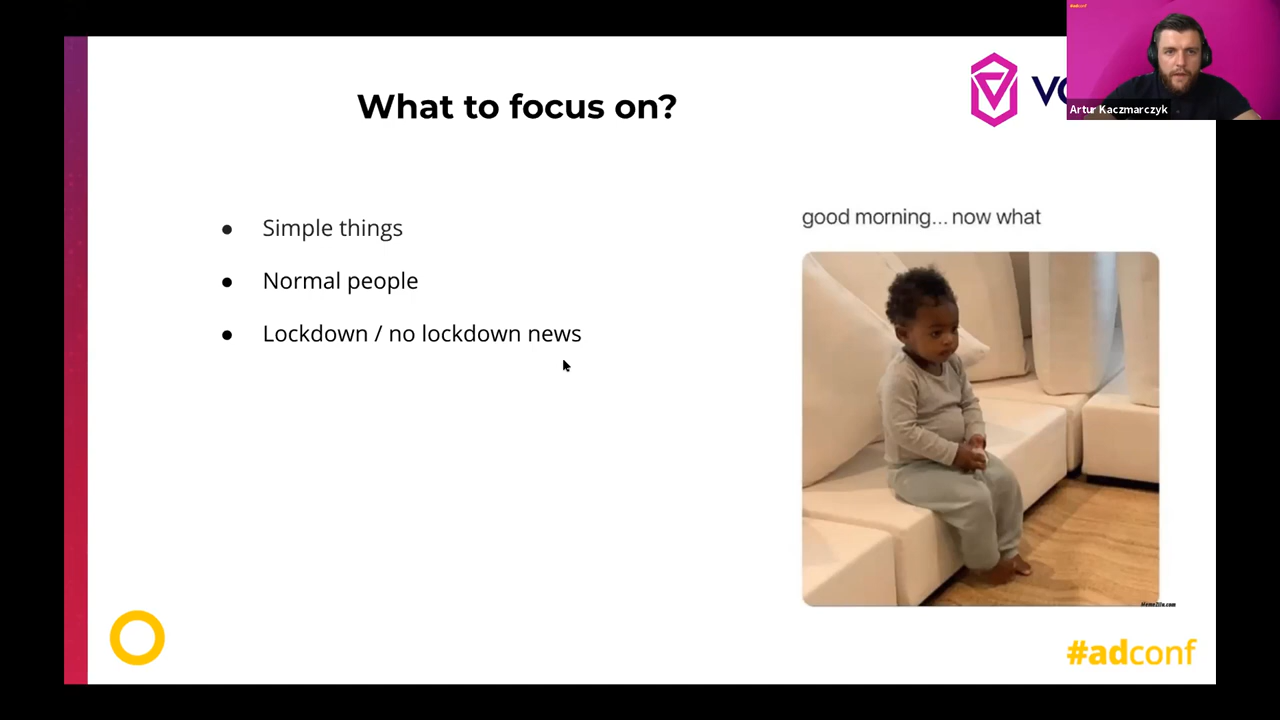 What to focus on?
Artur Kaczmarczyk
● Simple things
● Normal people
● Lockdown / no lockdown news
good morning... now what
#adconf